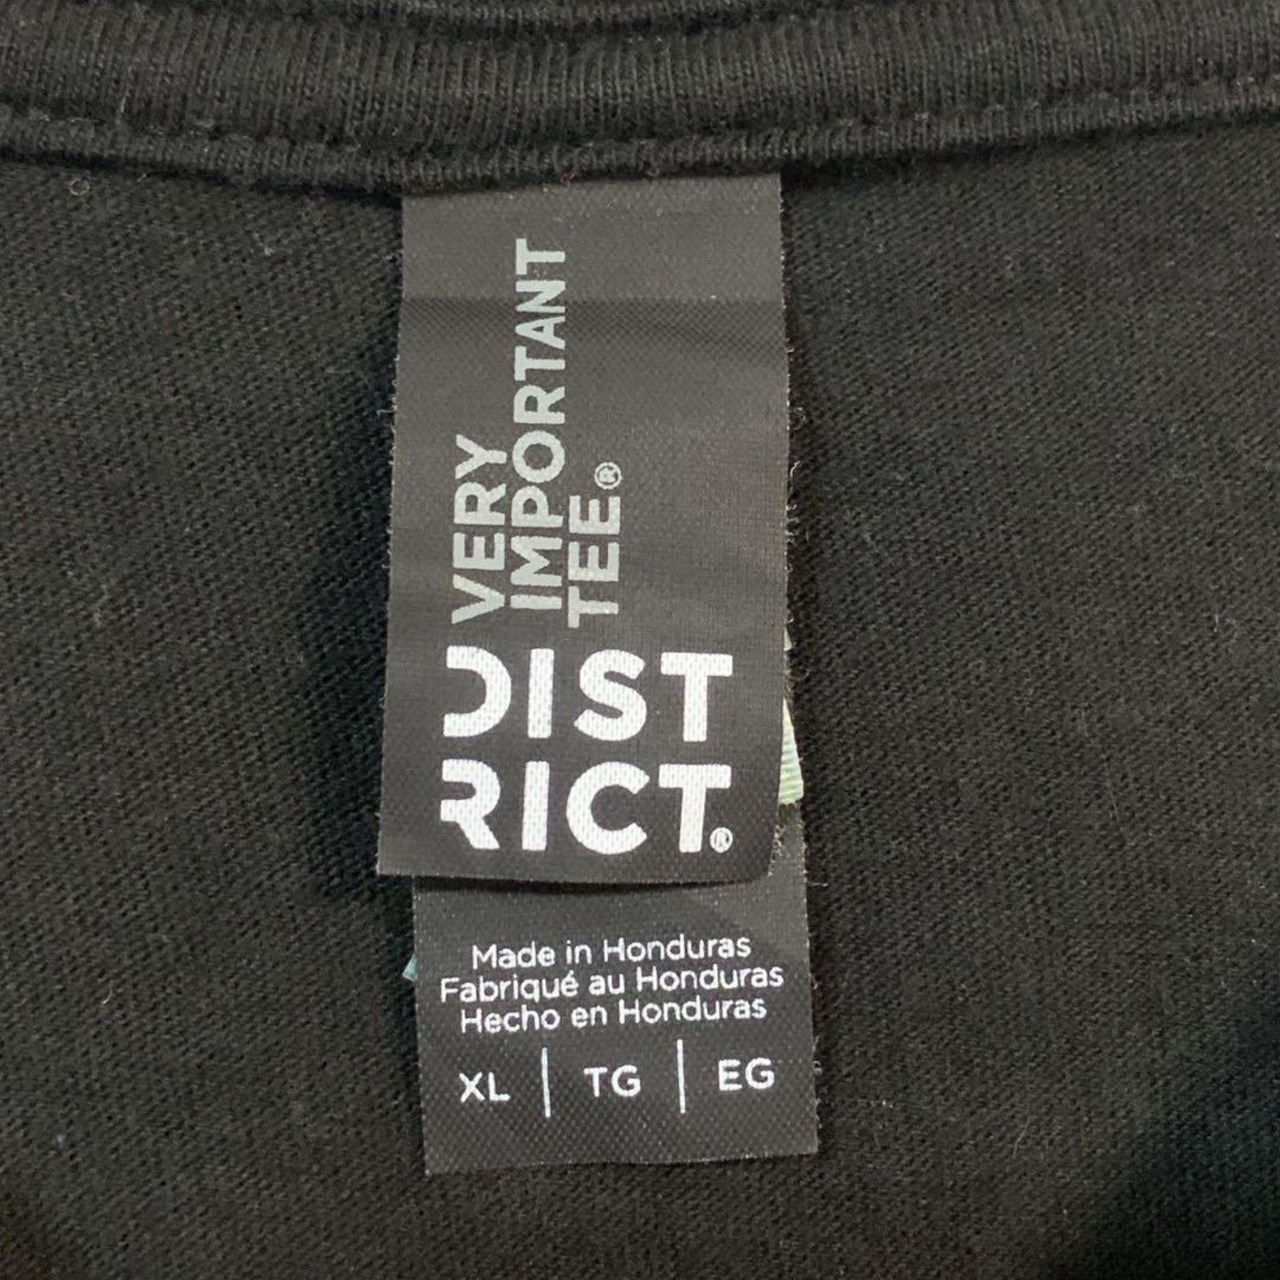 VERY
IMPORTANT
TEE®
DIST
RICT®
Made in Honduras
Fabriqué au Honduras
Hecho en Honduras
XL | TG | EG